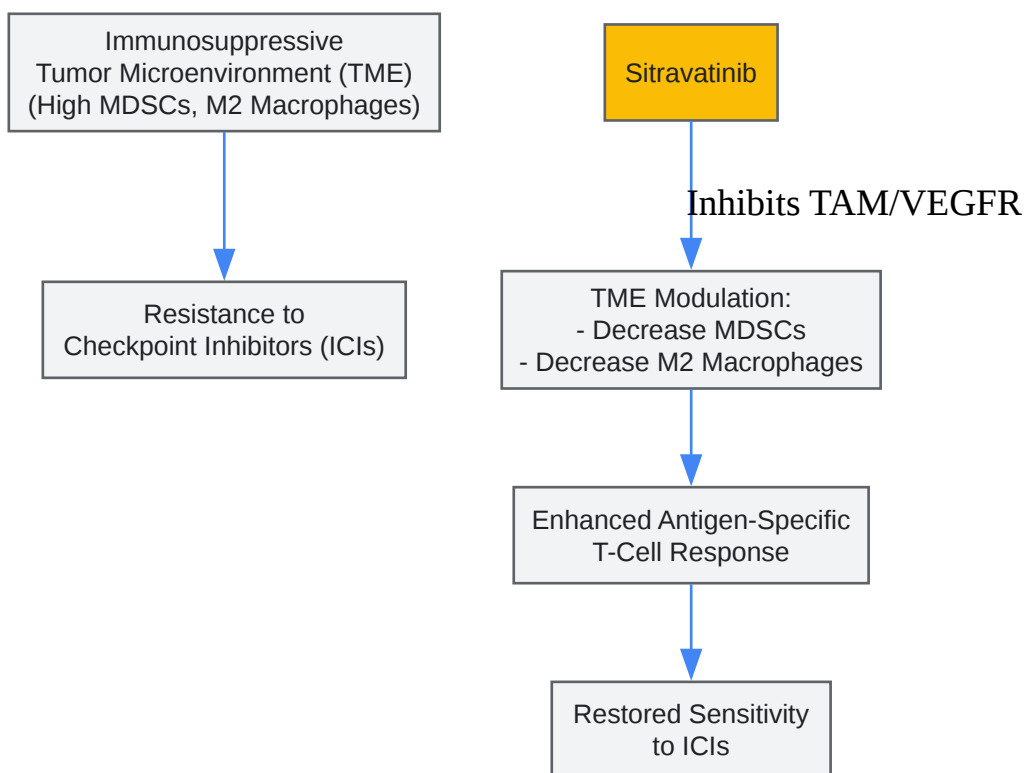 Immunosuppressive
Tumor Microenvironment (TME)
(High MDSCs, M2 Macrophages)
Resistance to
Checkpoint Inhibitors (ICIs)
Sitravatinib
Inhibits TAM/VEGFR
TME Modulation:
- Decrease MDSCs
- Decrease M2 Macrophages
Enhanced Antigen-Specific
T-Cell Response
Restored Sensitivity
to ICIs